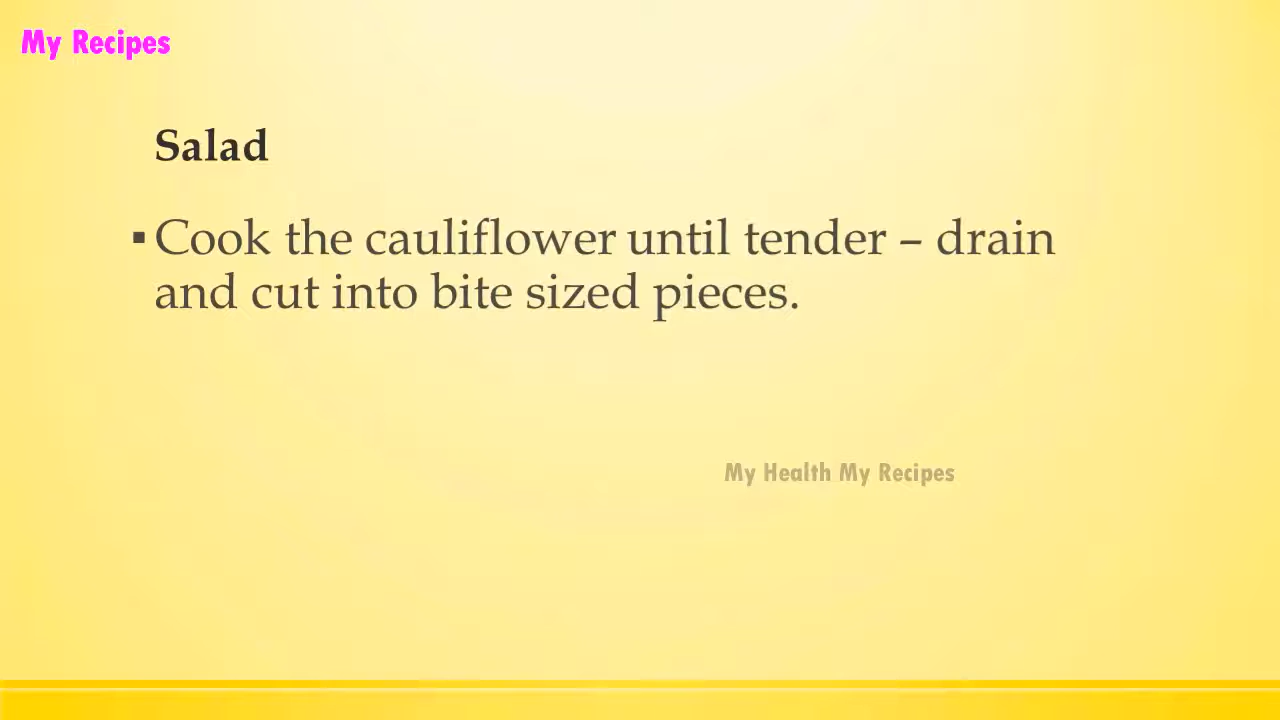 My Recipes
Salad
▪ Cook the cauliflower until tender – drain
and cut into bite sized pieces.
My Health My Recipes